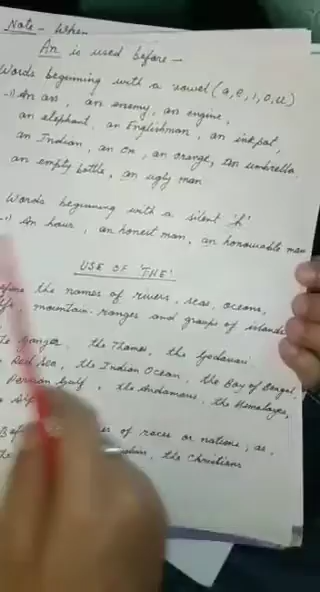 Note - When
An is used before -
Words beginning with a vowel (a, e, i, o, u)
An ass, an enemy, an engine,
an elephant, an Englishman, an inkpot,
an Indian, an ox, an orange, an umbrella
an empty bottle, an ugly man
Words beginning with a silent 'h'
An hour, an honest man, an honourable man
USE OF 'THE'
the names of rivers, seas, oceans,
mountain-ranges and groups of islands
Ganges, the Thames, the Godavari
Red Sea, the Indian Ocean, the Bay of Bengal,
Persian Gulf, the Andamans, the Himalayas,
of races or nations, as,
the Christians